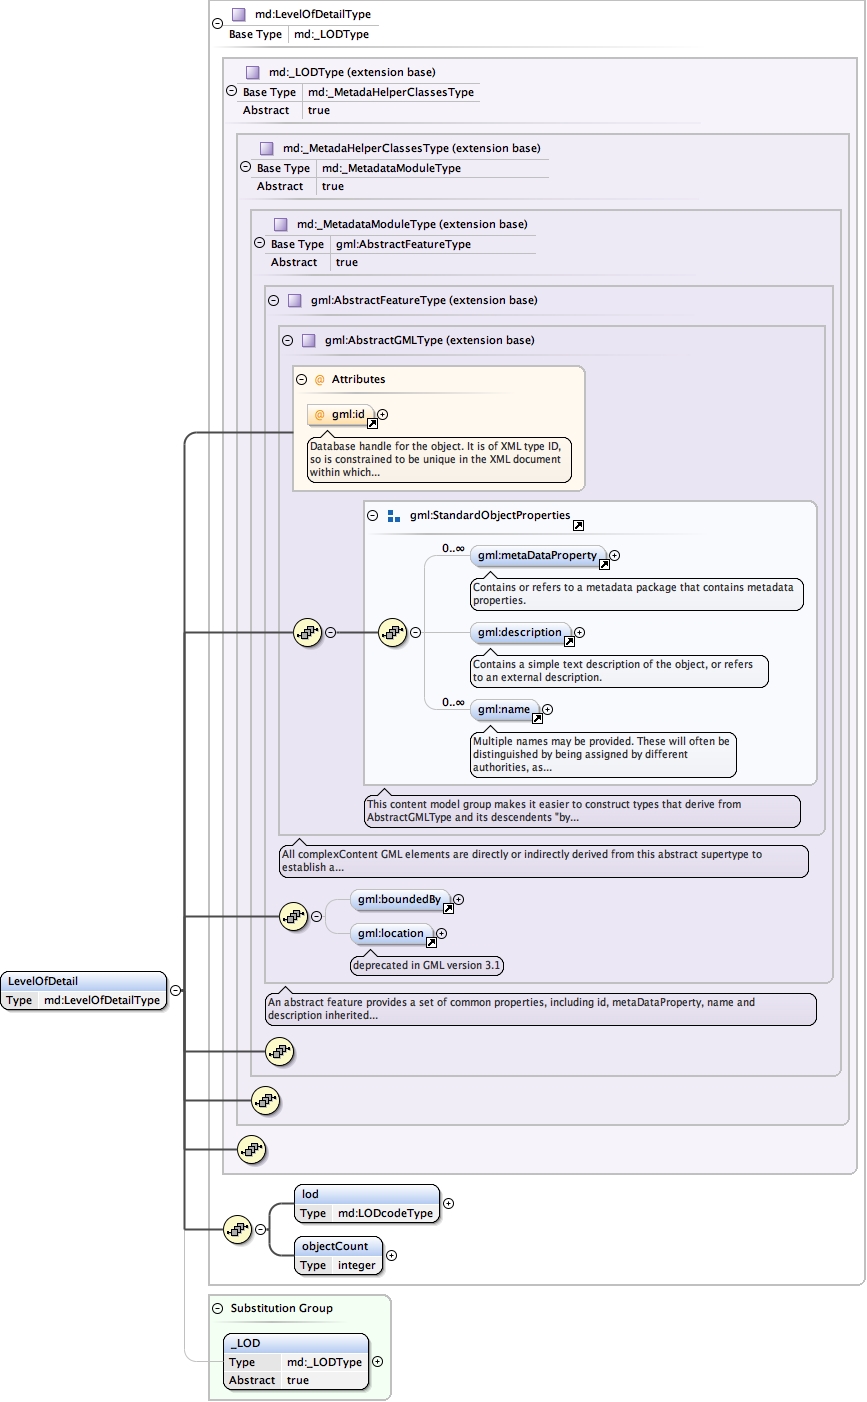 md:LevelOfDetailType
Base Type md:_LODType
md:_LODType (extension base)
Base Type md:_MetadaHelperClassesType
Abstract true
md:_MetadaHelperClassesType (extension base)
Base Type md:_MetadataModuleType
Abstract true
md:_MetadataModuleType (extension base)
Base Type gml:AbstractFeatureType
Abstract true
gml:AbstractFeatureType (extension base)
gml:AbstractGMLType (extension base)
@ Attributes
@ gml:id
Database handle for the object. It is of XML type ID,
so is constrained to be unique in the XML document
within which...
gml:StandardObjectProperties
0..∞ gml:metaDataProperty
Contains or refers to a metadata package that contains metadata
properties.
gml:description
Contains a simple text description of the object, or refers
to an external description.
0..∞ gml:name
Multiple names may be provided. These will often be
distinguished by being assigned by different
authorities, as...
This content model group makes it easier to construct types that derive from
AbstractGMLType and its descendents "by...
All complexContent GML elements are directly or indirectly derived from this abstract supertype to
establish a...
gml:boundedBy
gml:location
deprecated in GML version 3.1
LevelOfDetail
Type md:LevelOfDetailType
An abstract feature provides a set of common properties, including id, metaDataProperty, name and
description inherited...
lod
Type md:LODcodeType
objectCount
Type integer
Substitution Group
_LOD
Type md:_LODType
Abstract true